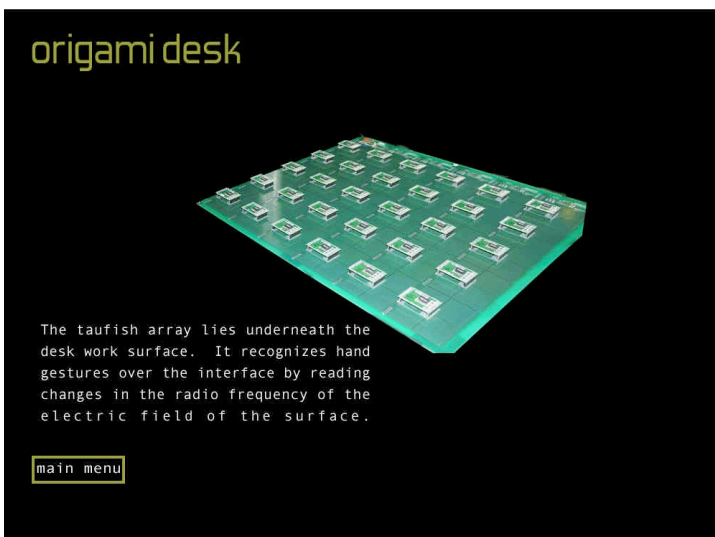 origami desk
The taufish array lies underneath the
desk work surface.  It recognizes hand
gestures over the interface by reading
changes in the radio frequency of the
electric field of the surface.
main menu